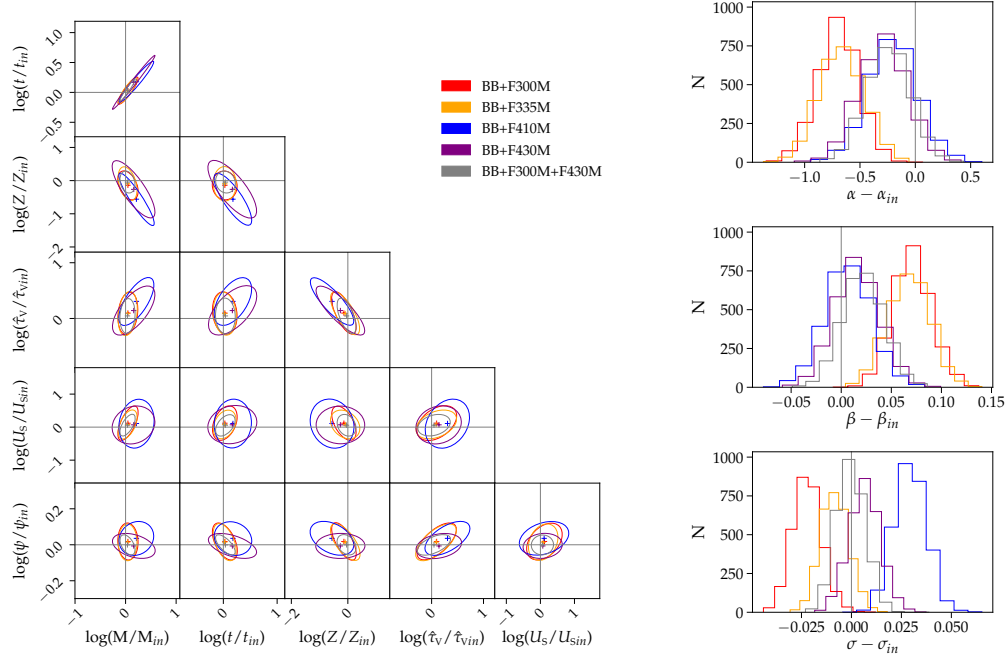 1.0
0.5
0.0
−0.5
log(t/t_in)
1
0
−1
−2
log(Z/Z_in)
1
0
log(τ̂_V/τ̂_Vin)
1
0
−1
log(U_S/U_Sin)
0.2
0.0
−0.2
log(ψ/ψ_in)
−1 0 1
0 1
−2 0
0 1
−1 0 1
log(M/M_in)
log(t/t_in)
log(Z/Z_in)
log(τ̂_V/τ̂_Vin)
log(U_S/U_Sin)
BB+F300M
BB+F335M
BB+F410M
BB+F430M
BB+F300M+F430M
N
1000
750
500
250
0
−1.0 −0.5 0.0 0.5
α − α_in
N
1000
750
500
250
0
−0.05 0.00 0.05 0.10 0.15
β − β_in
N
1000
750
500
250
0
−0.025 0.000 0.025 0.050
σ − σ_in